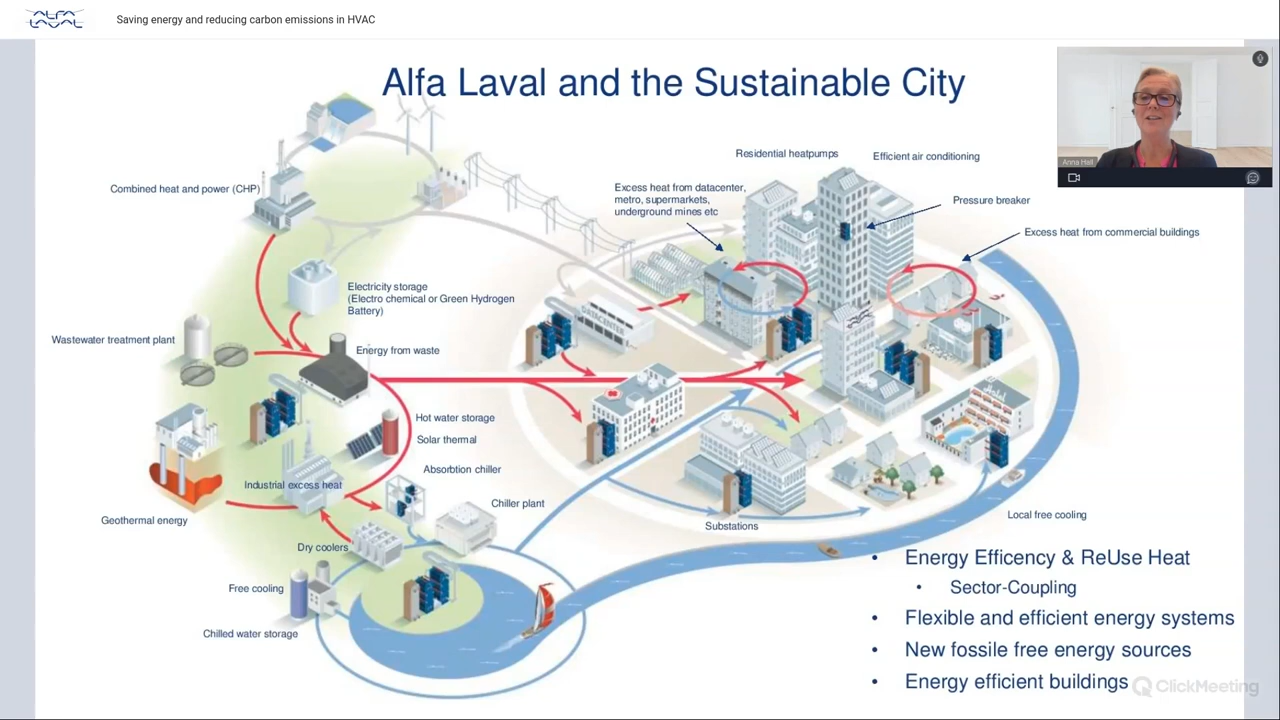 ALFA
LAVAL
Saving energy and reducing carbon emissions in HVAC
Alfa Laval and the Sustainable City
Anna Hall
Residential heatpumps
Efficient air conditioning
Combined heat and power (CHP)
Excess heat from datacenter,
metro, supermarkets,
underground mines etc
Pressure breaker
Excess heat from commercial buildings
Electricity storage
(Electro chemical or Green Hydrogen
Battery)
DATACENTER
Wastewater treatment plant
Energy from waste
Hot water storage
Solar thermal
Absorbtion chiller
Industrial excess heat
Chiller plant
Geothermal energy
Substations
Local free cooling
Dry coolers
Free cooling
Chilled water storage
• Energy Efficency & ReUse Heat
• Sector-Coupling
• Flexible and efficient energy systems
• New fossile free energy sources
• Energy efficient buildings
ClickMeeting